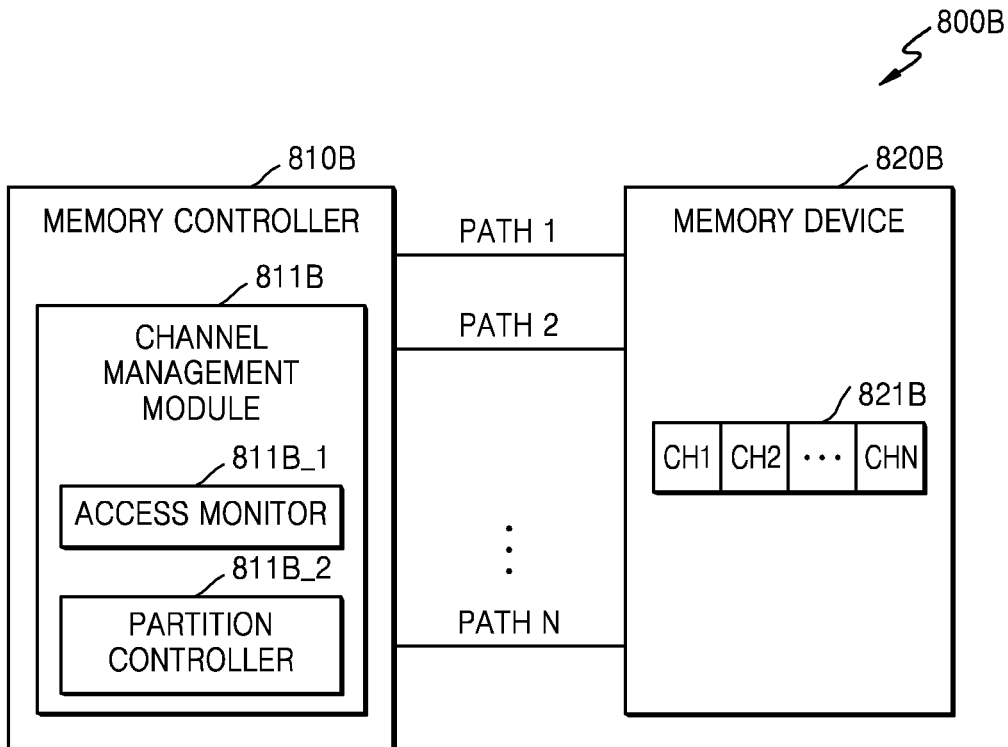 800B
810B
820B
MEMORY CONTROLLER
PATH 1
MEMORY DEVICE
811B
CHANNEL
MANAGEMENT
MODULE
PATH 2
821B
CH1 CH2 ··· CHN
811B_1
ACCESS MONITOR
811B_2
PARTITION
CONTROLLER
PATH N